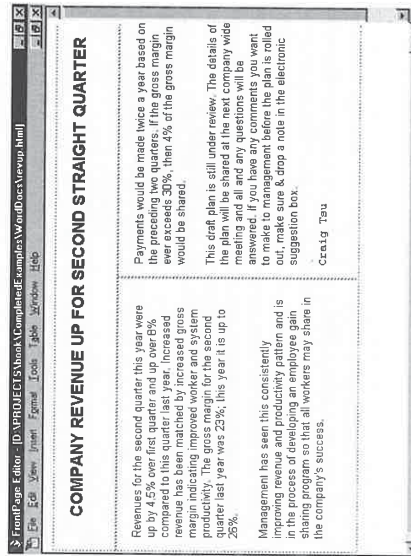 FrontPage Editor - [D:\PROJECTS\book\CompletedExamples\WordDocs\revup.html]
File Edit View Insert Format Tools Table Window Help
COMPANY REVENUE UP FOR SECOND STRAIGHT QUARTER
Revenues for the second quarter this year were
up by 4.5% over first quarter and up over 8%
compared to this quarter last year. Increased
revenue has been matched by increased gross
margin indicating improved worker and system
productivity. The gross margin for the second
quarter last year was 23%; this year it is up to
26%.
Management has seen this consistently
improving revenue and productivity pattern and is
in the process of developing an employee gain
sharing program so that all workers may share in
the company's success.
Payments would be made twice a year based on
the preceding two quarters. If the gross margin
ever exceeds 30%, then 4% of the gross margin
would be shared.
This draft plan is still under review. The details of
the plan will be shared at the next company wide
meeting and all and any questions will be
answered. If you have any comments you want
to make to management before the plan is rolled
out, make sure & drop a note in the electronic
suggestion box.
Craig Tsu